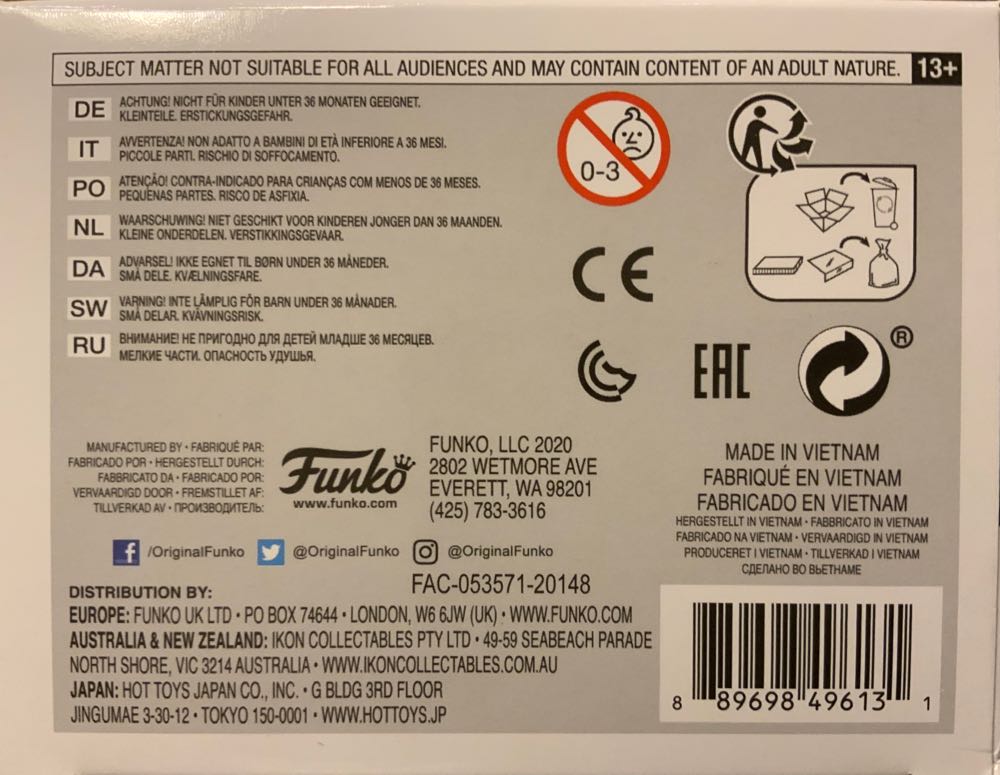 SUBJECT MATTER NOT SUITABLE FOR ALL AUDIENCES AND MAY CONTAIN CONTENT OF AN ADULT NATURE. 13+
DE ACHTUNG! NICHT FÜR KINDER UNTER 36 MONATEN GEEIGNET.
KLEINTEILE. ERSTICKUNGSGEFAHR.
IT AVVERTENZA! NON ADATTO A BAMBINI DI ETÀ INFERIORE A 36 MESI.
PICCOLE PARTI. RISCHIO DI SOFFOCAMENTO.
PO ATENÇÃO! CONTRA-INDICADO PARA CRIANÇAS COM MENOS DE 36 MESES.
PEQUENAS PARTES. RISCO DE ASFIXIA.
NL WAARSCHUWING! NIET GESCHIKT VOOR KINDEREN JONGER DAN 36 MAANDEN.
KLEINE ONDERDELEN. VERSTIKKINGSGEVAAR.
DA ADVARSEL! IKKE EGNET TIL BØRN UNDER 36 MÅNEDER.
SMÅ DELE. KVÆLNINGSFARE.
SW VARNING! INTE LÄMPLIG FÖR BARN UNDER 36 MÅNADER.
SMÅ DELAR. KVÄVNINGSRISK.
RU ВНИМАНИЕ! НЕ ПРИГОДНО ДЛЯ ДЕТЕЙ МЛАДШЕ 36 МЕСЯЦЕВ.
МЕЛКИЕ ЧАСТИ. ОПАСНОСТЬ УДУШЬЯ.
0-3
CE
EAC
®
MANUFACTURED BY • FABRIQUÉ PAR:
FABRICADO POR • HERGESTELLT DURCH:
FABBRICATO DA • FABRICADO POR:
VERVAARDIGD DOOR • FREMSTILLET AF:
TILLVERKAD AV • ПРОИЗВОДИТЕЛЬ:
Funko
www.funko.com
FUNKO, LLC 2020
2802 WETMORE AVE
EVERETT, WA 98201
(425) 783-3616
MADE IN VIETNAM
FABRIQUÉ EN VIETNAM
FABRICADO EN VIETNAM
HERGESTELLT IN VIETNAM • FABBRICATO IN VIETNAM
FABRICADO NA VIETNAM • VERVAARDIGD IN VIETNAM
PRODUCERET I VIETNAM • TILLVERKAD I VIETNAM
СДЕЛАНО ВО ВЬЕТНАМЕ
f /OriginalFunko @OriginalFunko @OriginalFunko
FAC-053571-20148
DISTRIBUTION BY:
EUROPE: FUNKO UK LTD • PO BOX 74644 • LONDON, W6 6JW (UK) • WWW.FUNKO.COM
AUSTRALIA & NEW ZEALAND: IKON COLLECTABLES PTY LTD • 49-59 SEABEACH PARADE
NORTH SHORE, VIC 3214 AUSTRALIA • WWW.IKONCOLLECTABLES.COM.AU
JAPAN: HOT TOYS JAPAN CO., INC. • G BLDG 3RD FLOOR
JINGUMAE 3-30-12 • TOKYO 150-0001 • WWW.HOTTOYS.JP
8 89698 49613 1